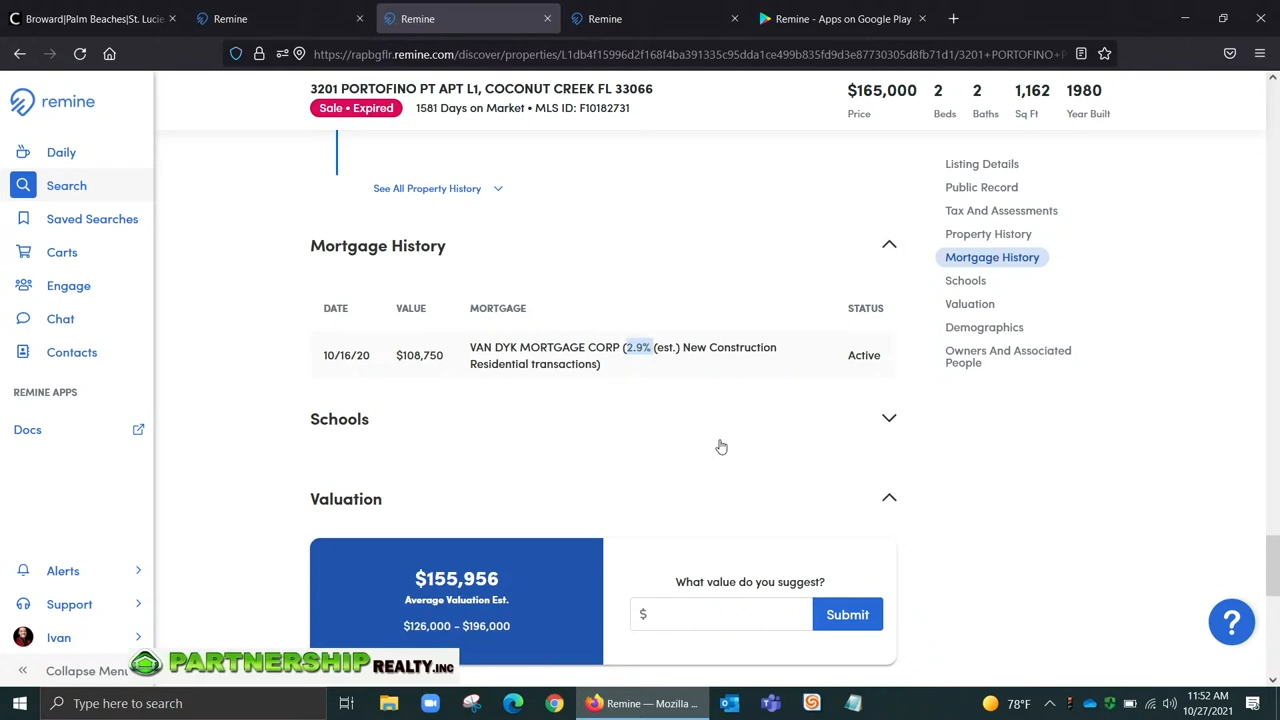 Broward|Palm Beaches|St. Lucie
Remine
Remine
Remine
Remine - Apps on Google Play
https://rapbgflr.remine.com/discover/properties/L1db4f15996d2f168f4ba391335c95dda1ce499b835fd9d3e87730305d8fb71d1/3201+PORTOFINO+P
remine
Daily
Search
Saved Searches
Carts
Engage
Chat
Contacts
REMINE APPS
Docs
Alerts
Support
Ivan
Collapse Menu
3201 PORTOFINO PT APT L1, COCONUT CREEK FL 33066
Sale • Expired 1581 Days on Market • MLS ID: F10182731
$165,000 2 2 1,162 1980
Price Beds Baths Sq Ft Year Built
See All Property History
Mortgage History
DATE VALUE MORTGAGE STATUS
10/16/20 $108,750 VAN DYK MORTGAGE CORP (2.9% (est.) New Construction Active
Residential transactions)
Schools
Valuation
$155,956
Average Valuation Est.
$126,000 - $196,000
What value do you suggest?
$
Submit
Listing Details
Public Record
Tax And Assessments
Property History
Mortgage History
Schools
Valuation
Demographics
Owners And Associated
People
?
PARTNERSHIP REALTY.INC
Type here to search
Remine — Mozilla ...
78°F
11:52 AM
10/27/2021